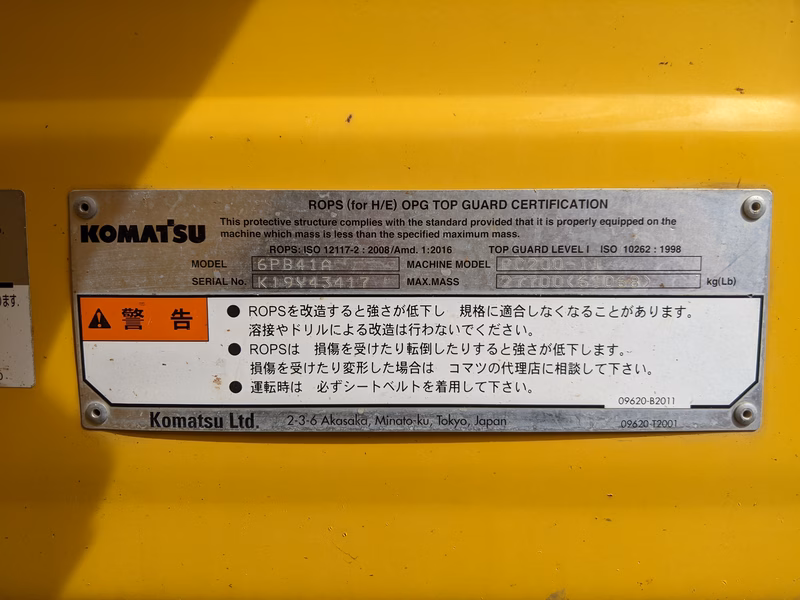 ROPS (for H/E) OPG TOP GUARD CERTIFICATION
KOMATSU
This protective structure complies with the standard provided that it is properly equipped on the
machine which mass is less than the specified maximum mass.
ROPS: ISO 12117-2 : 2008/Amd. 1:2016 TOP GUARD LEVEL I ISO 10262 : 1998
MODEL 6PB41A MACHINE MODEL
SERIAL No. K19V43417 MAX.MASS kg(Lb)
警告
● ROPSを改造すると強さが低下し 規格に適合しなくなることがあります。
溶接やドリルによる改造は行わないでください。
● ROPSは 損傷を受けたり転倒したりすると強さが低下します。
損傷を受けたり変形した場合は コマツの代理店に相談して下さい。
● 運転時は 必ずシートベルトを着用して下さい。
09620-B2011
Komatsu Ltd. 2-3-6 Akasaka, Minato-ku, Tokyo, Japan
09620-T2001
ます。